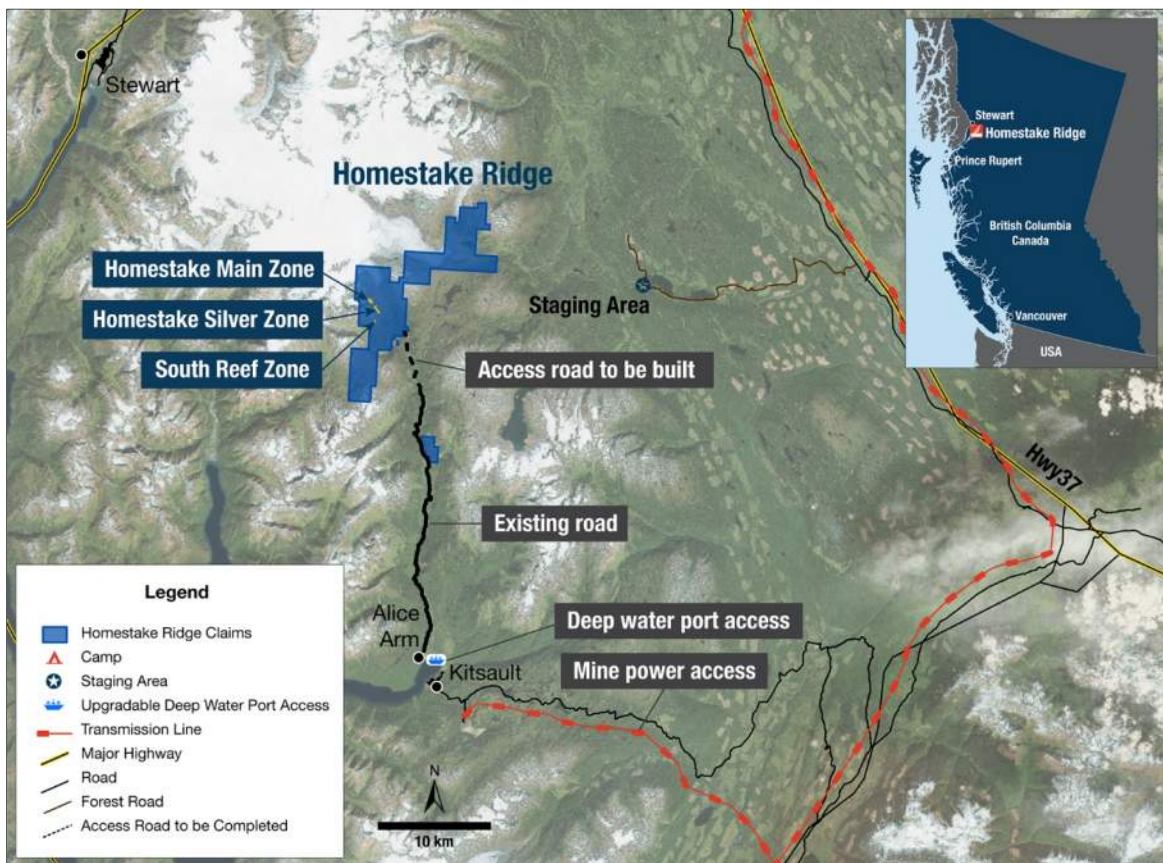 Stewart
Homestake Ridge
Homestake Main Zone
Homestake Silver Zone
South Reef Zone
Staging Area
Access road to be built
Hwy37
Existing road
Alice
Arm
Deep water port access
Kitsault
Mine power access
N
10 km
Stewart
Homestake Ridge
Prince Rupert
British Columbia
Canada
Vancouver
USA
Legend
Homestake Ridge Claims
Camp
Staging Area
Upgradable Deep Water Port Access
Transmission Line
Major Highway
Road
Forest Road
Access Road to be Completed